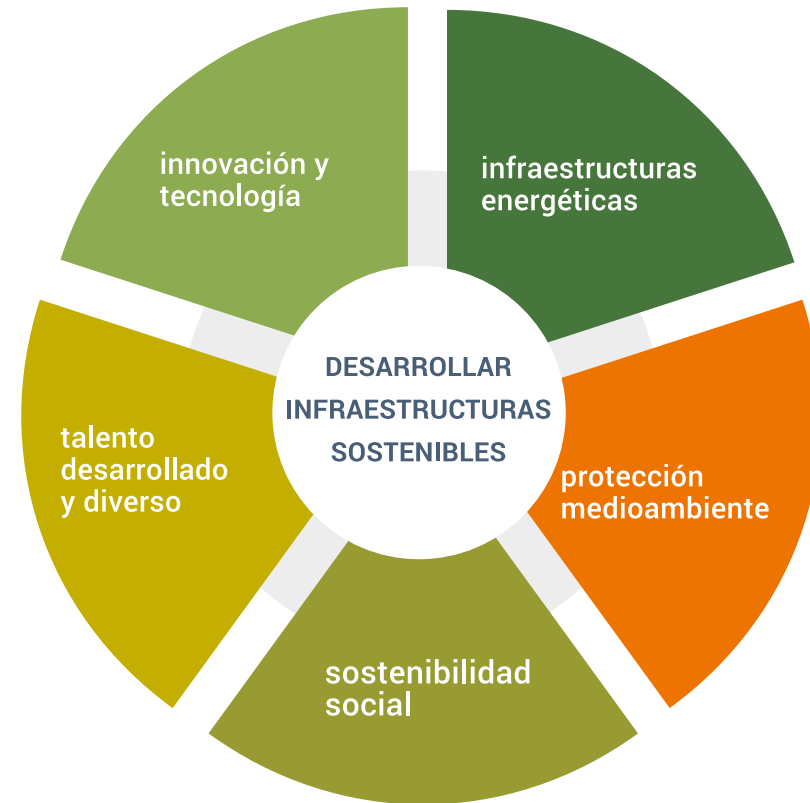 innovación y
tecnología
infraestructuras
energéticas
DESARROLLAR
INFRAESTRUCTURAS
SOSTENIBLES
talento
desarrollado
y diverso
protección
medioambiente
sostenibilidad
social